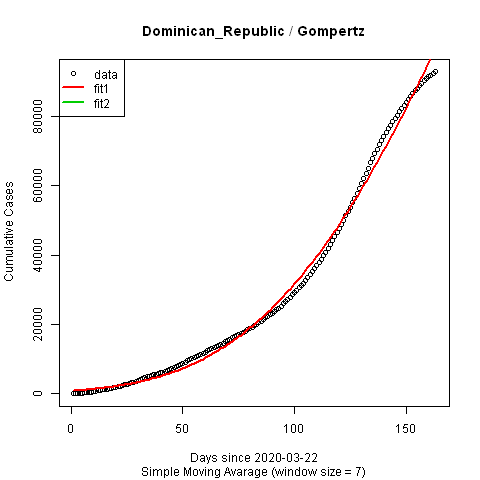 Dominican_Republic / Gompertz
data
fit1
fit2
Cumulative Cases
0
20000
40000
60000
80000
0
50
100
150
Days since 2020-03-22
Simple Moving Avarage (window size = 7)